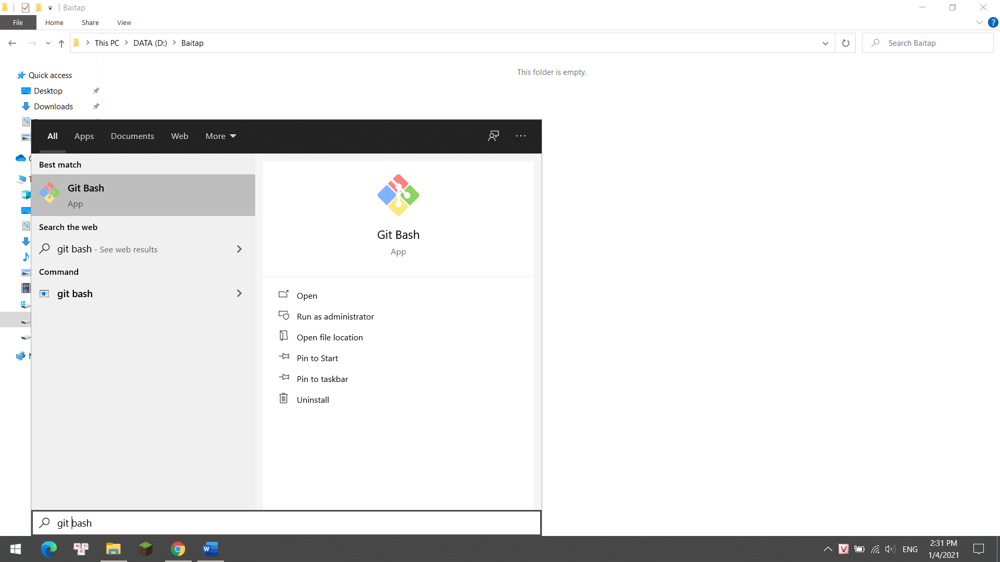 Baitap
File Home Share View
This PC DATA (D:) Baitap
Search Baitap
Quick access
Desktop
Downloads
This folder is empty.
All Apps Documents Web More
Best match
Git Bash
App
Search the web
git bash - See web results
Command
git bash
Git Bash
App
Open
Run as administrator
Open file location
Pin to Start
Pin to taskbar
Uninstall
git bash
ENG
2:31 PM
1/4/2021